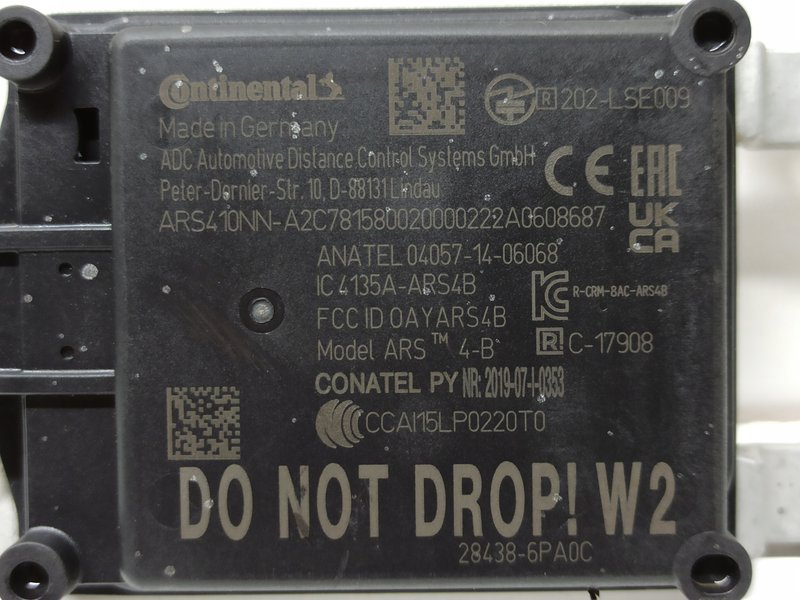 Continental
R 202-LSE009
Made in Germany
ADC Automotive Distance Control Systems GmbH
Peter-Dornier-Str. 10, D-88131 Lindau
CE EAC
ARS410NN-A2C781580020000222A0608687
UK
CA
ANATEL 04057-14-06068
IC 4135A-ARS4B
R-CRM-8AC-ARS4B
FCC ID OAYARS4B
Model ARS™ 4-B
R C-17908
CONATEL PY NR: 2019-07-I-0353
CCAI15LP0220T0
DO NOT DROP! W2
28438-6PA0C